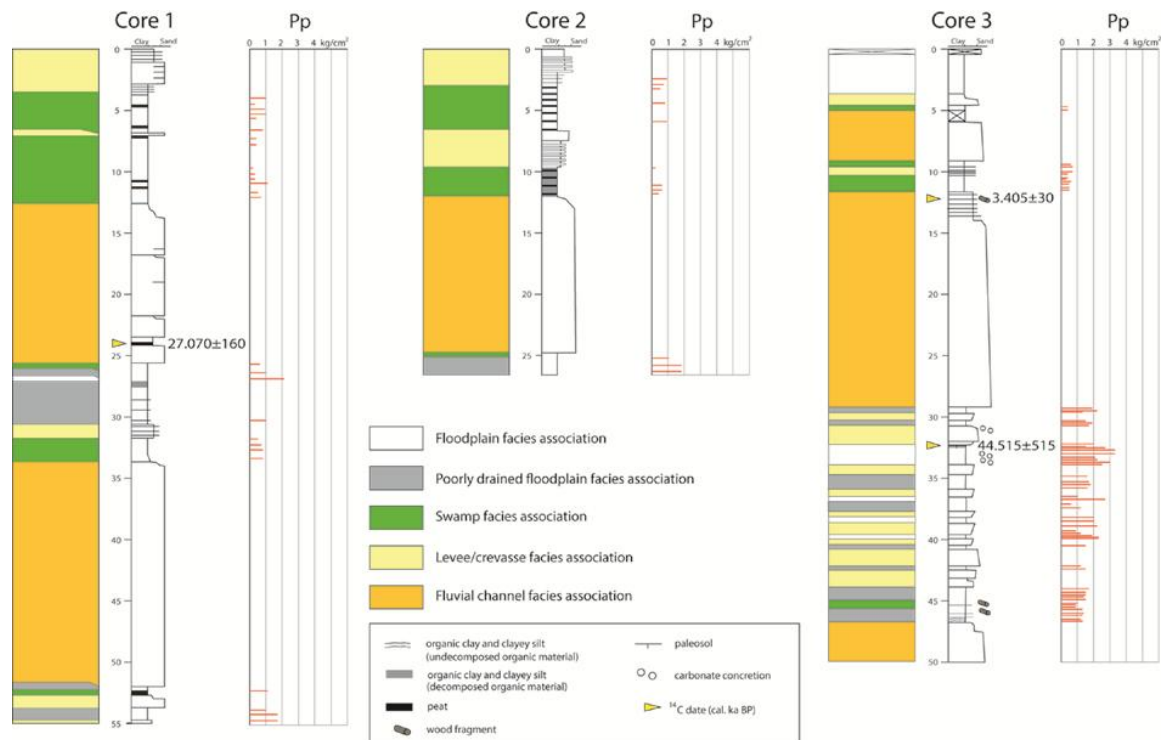 Core 1
Pp
Clay Sand
0 1 2 3 4 kg/cm²
0
5
10
15
20
25
30
35
40
45
50
55
27.070±160
Core 2
Pp
Clay Sand
0 1 2 3 4 kg/cm²
0
5
10
15
20
25
Core 3
Pp
Clay Sand
0 1 2 3 4 kg/cm²
0
5
10
15
20
25
30
35
40
45
50
3.405±30
44.515±515
Floodplain facies association
Poorly drained floodplain facies association
Swamp facies association
Levee/crevasse facies association
Fluvial channel facies association
organic clay and clayey silt
(undecomposed organic material)
organic clay and clayey silt
(decomposed organic material)
peat
wood fragment
paleosol
carbonate concretion
¹⁴C date (cal. ka BP)